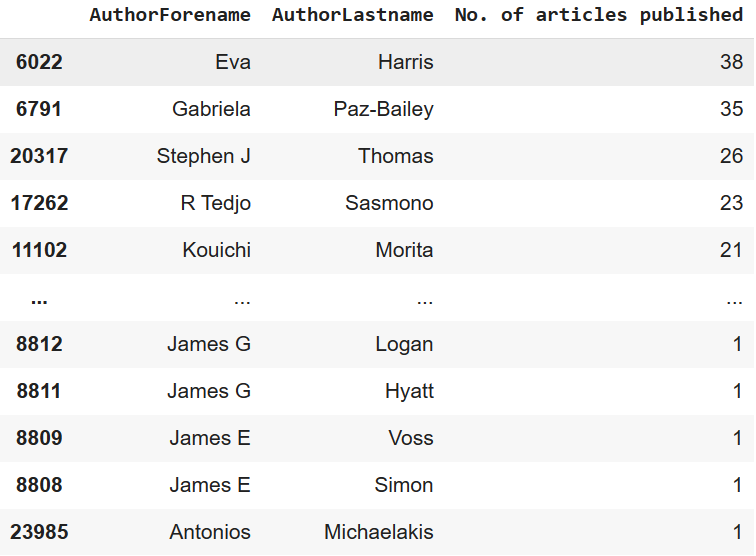 AuthorForename AuthorLastname No. of articles published
6022 Eva Harris 38
6791 Gabriela Paz-Bailey 35
20317 Stephen J Thomas 26
17262 R Tedjo Sasmono 23
11102 Kouichi Morita 21
... ... ... ...
8812 James G Logan 1
8811 James G Hyatt 1
8809 James E Voss 1
8808 James E Simon 1
23985 Antonios Michaelakis 1